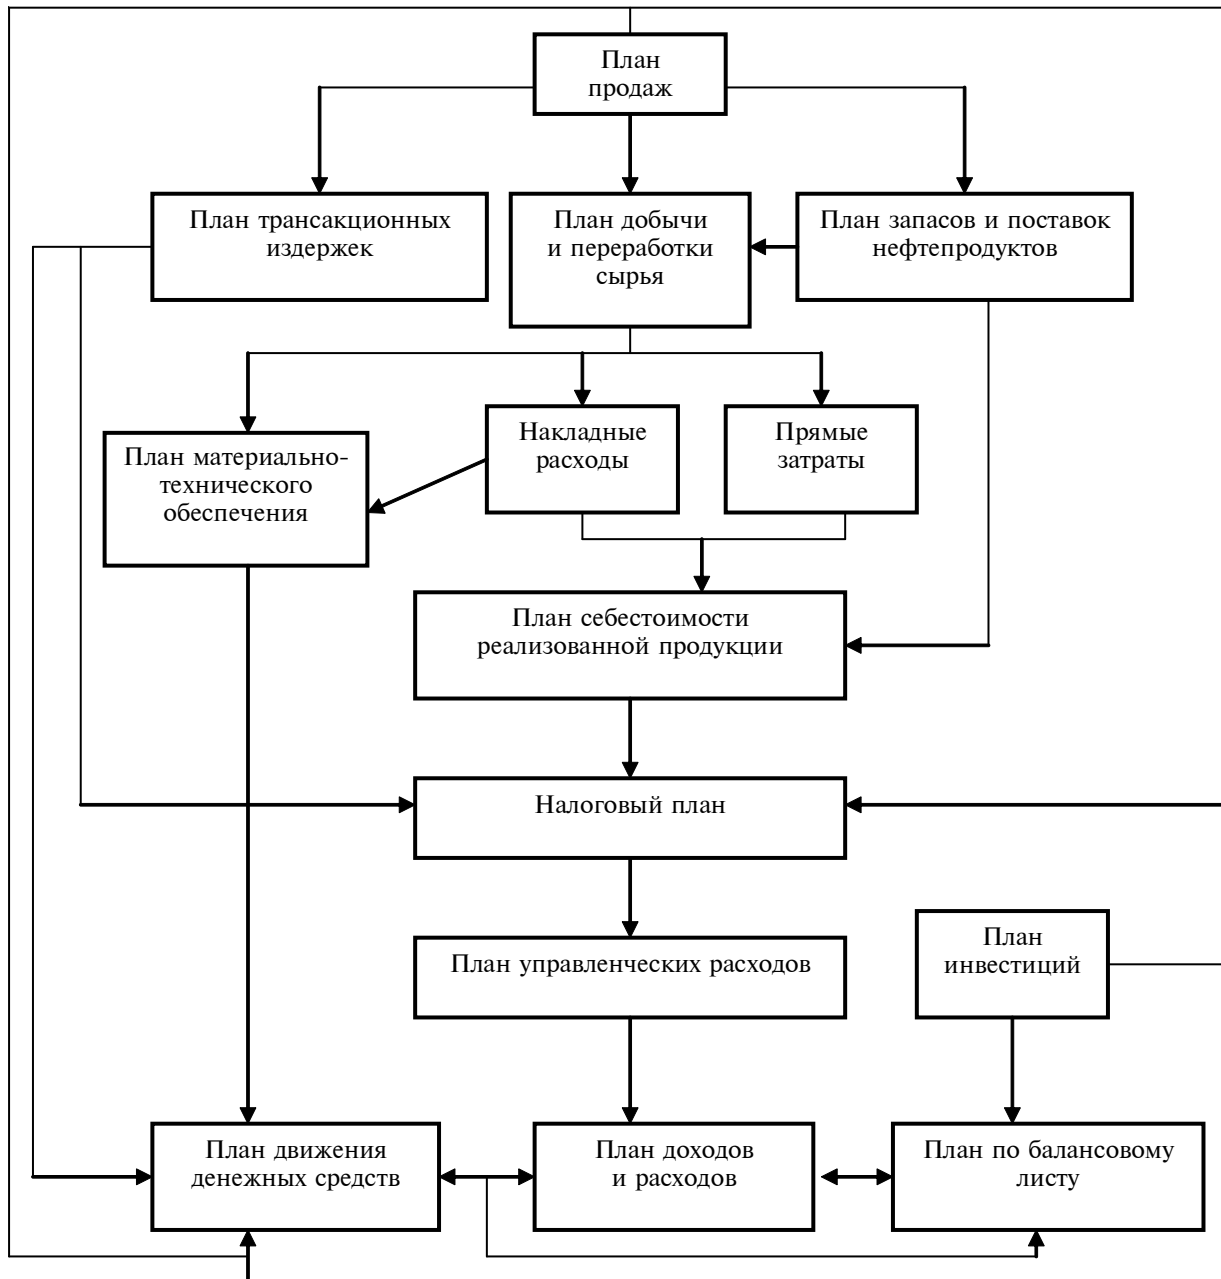 План
продаж
План трансакционных
издержек
План добычи
и переработки
сырья
План запасов и поставок
нефтепродуктов
План материально-
технического
обеспечения
Накладные
расходы
Прямые
затраты
План себестоимости
реализованной продукции
Налоговый план
План управленческих расходов
План
инвестиций
План движения
денежных средств
План доходов
и расходов
План по балансовому
листу